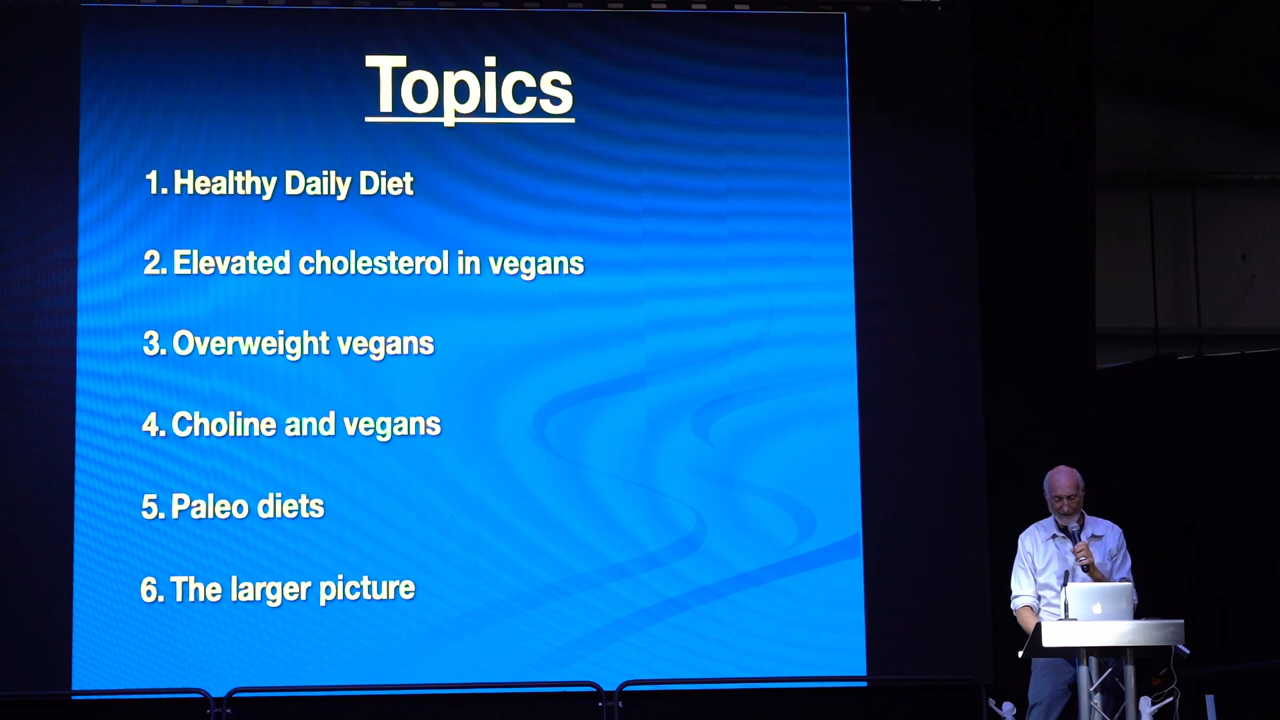 Topics
1. Healthy Daily Diet
2. Elevated cholesterol in vegans
3. Overweight vegans
4. Choline and vegans
5. Paleo diets
6. The larger picture